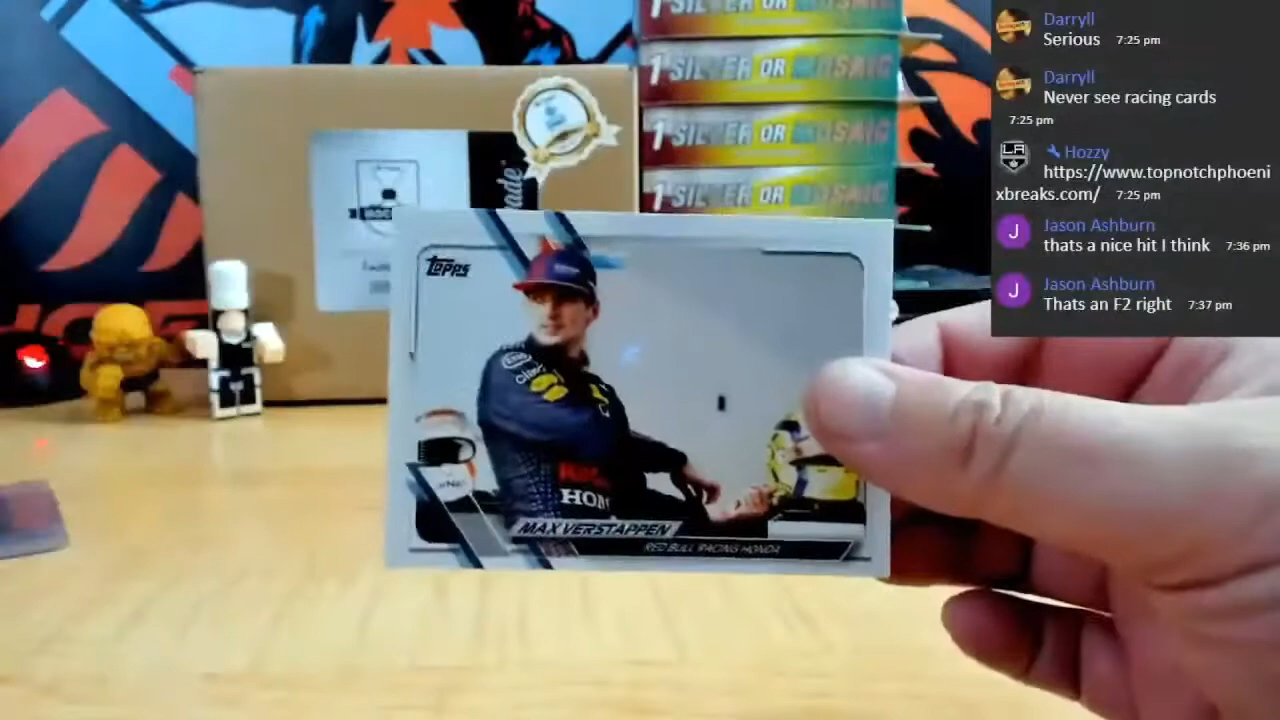 1 SILVER OR MOSAIC
1 SILVER OR MOSAIC
1 SILVER OR MOSAIC
1 SILVER OR MOSAIC
Topps
Citrix
HON
MAX VERSTAPPEN
RED BULL RACING HONDA
Darryll
Serious 7:25 pm
Darryll
Never see racing cards
7:25 pm
LA
Hozzy
https://www.topnotchphoeni
xbreaks.com/ 7:25 pm
J
Jason Ashburn
thats a nice hit I think 7:36 pm
J
Jason Ashburn
Thats an F2 right 7:37 pm